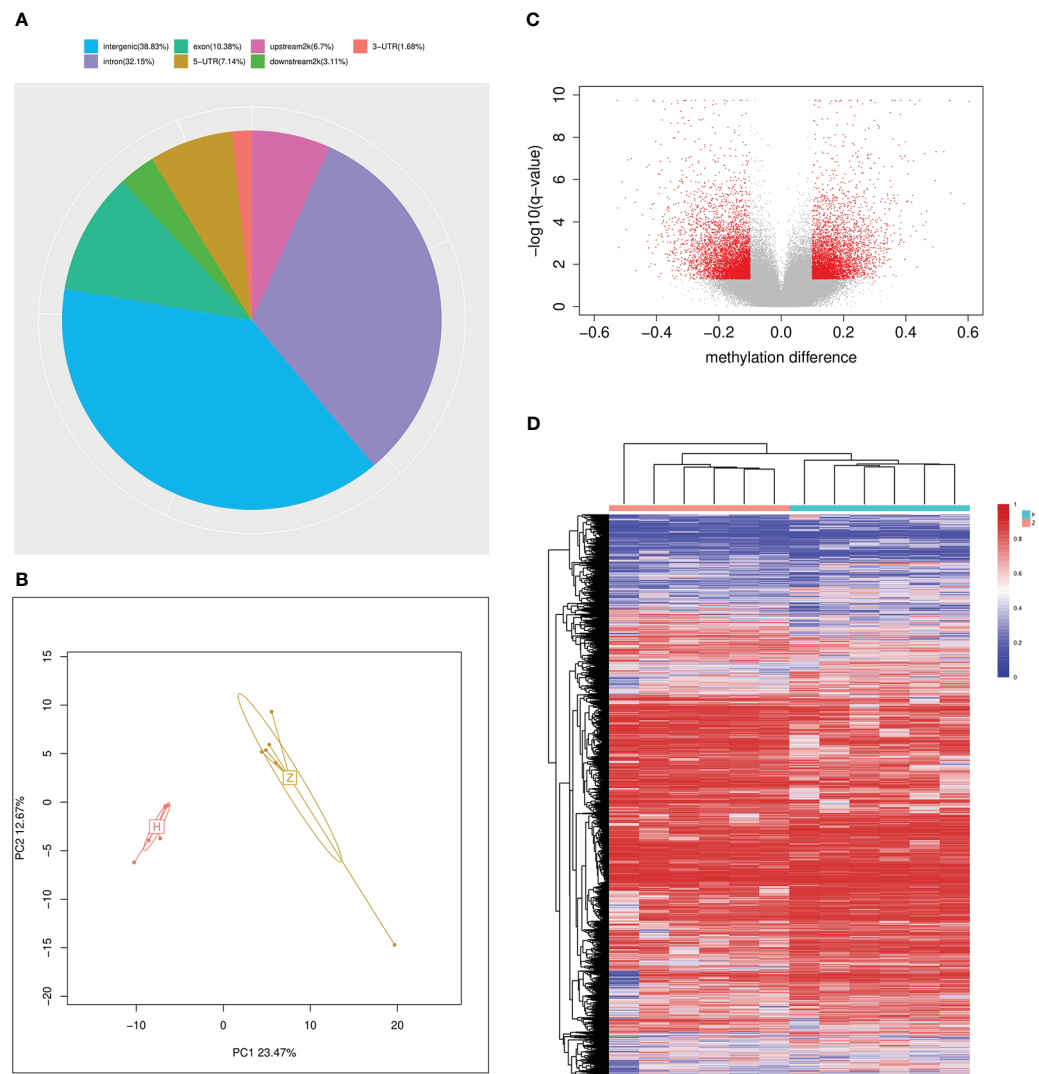 A
intergenic(38.83%) exon(10.38%) upstream2k(6.7%) 3-UTR(1.68%)
intron(32.15%) 5-UTR(7.14%) downstream2k(3.11%)
B
15
10
5
0
-5
-10
-15
-20
PC2 12.67%
H
Z
-10 0 10 20
PC1 23.47%
C
10
8
6
4
2
0
-log10(q-value)
-0.6 -0.4 -0.2 0.0 0.2 0.4 0.6
methylation difference
D
1
0.8
0.6
0.4
0.2
0
Z